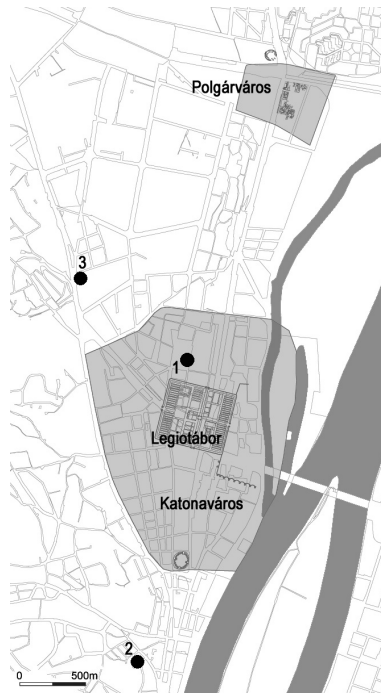 Polgárváros
3
1
Legiotábor
Katonaváros
2
0 500m